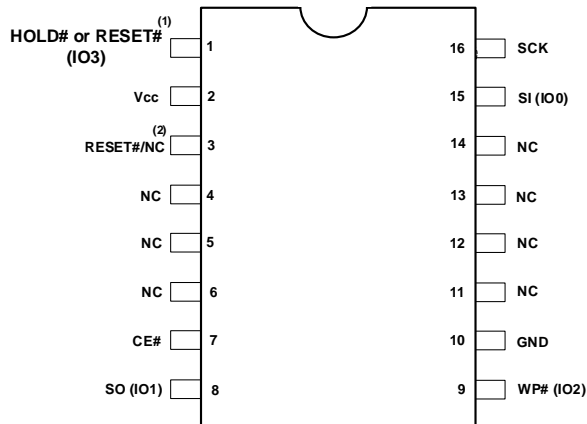 HOLD# or RESET# (1)
(IO3)
1
16
SCK
Vcc
2
15
SI (IO0)
RESET#/NC (2)
3
14
NC
NC
4
13
NC
NC
5
12
NC
NC
6
11
NC
CE#
7
10
GND
SO (IO1)
8
9
WP# (IO2)